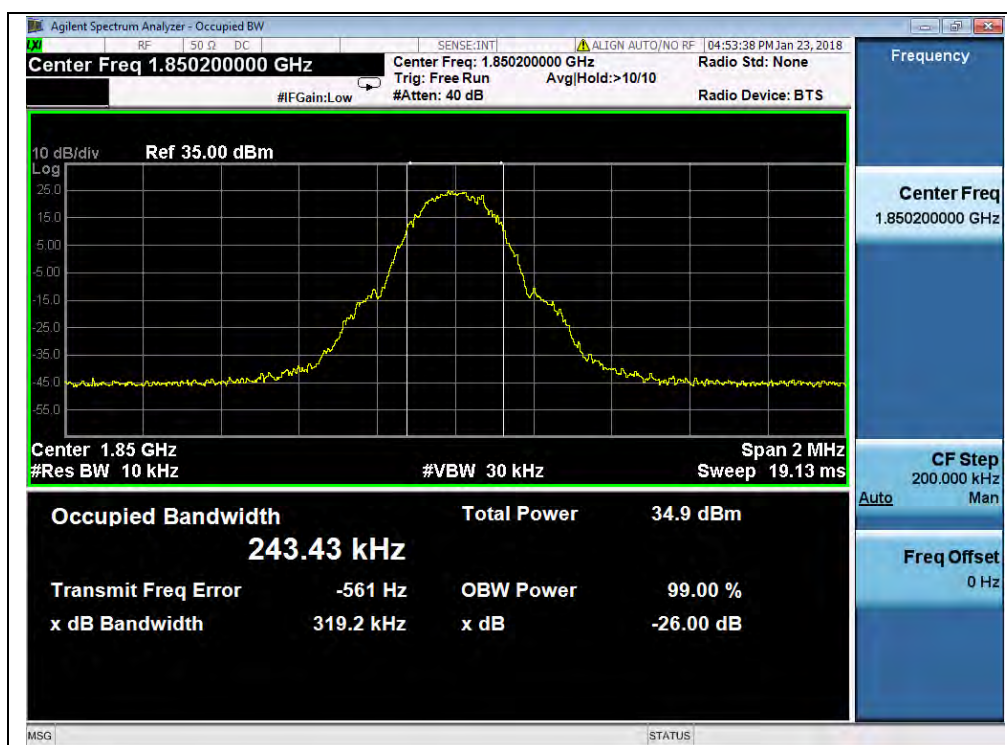 Agilent Spectrum Analyzer - Occupied BW
LXI RF 50 Ω DC SENSE:INT ALIGN AUTO/NO RF 04:53:38 PM Jan 23, 2018
Center Freq 1.850200000 GHz
Center Freq: 1.850200000 GHz Radio Std: None
Trig: Free Run Avg|Hold:>10/10
#IFGain:Low #Atten: 40 dB Radio Device: BTS
Frequency
10 dB/div Ref 35.00 dBm
Log
25.0
15.0
5.00
-5.00
-15.0
-25.0
-35.0
-45.0
-55.0
Center 1.85 GHz Span 2 MHz
#Res BW 10 kHz #VBW 30 kHz Sweep 19.13 ms
Center Freq
1.850200000 GHz
CF Step
200.000 kHz
Auto Man
Freq Offset
0 Hz
Occupied Bandwidth Total Power 34.9 dBm
243.43 kHz
Transmit Freq Error -561 Hz OBW Power 99.00 %
x dB Bandwidth 319.2 kHz x dB -26.00 dB
MSG STATUS